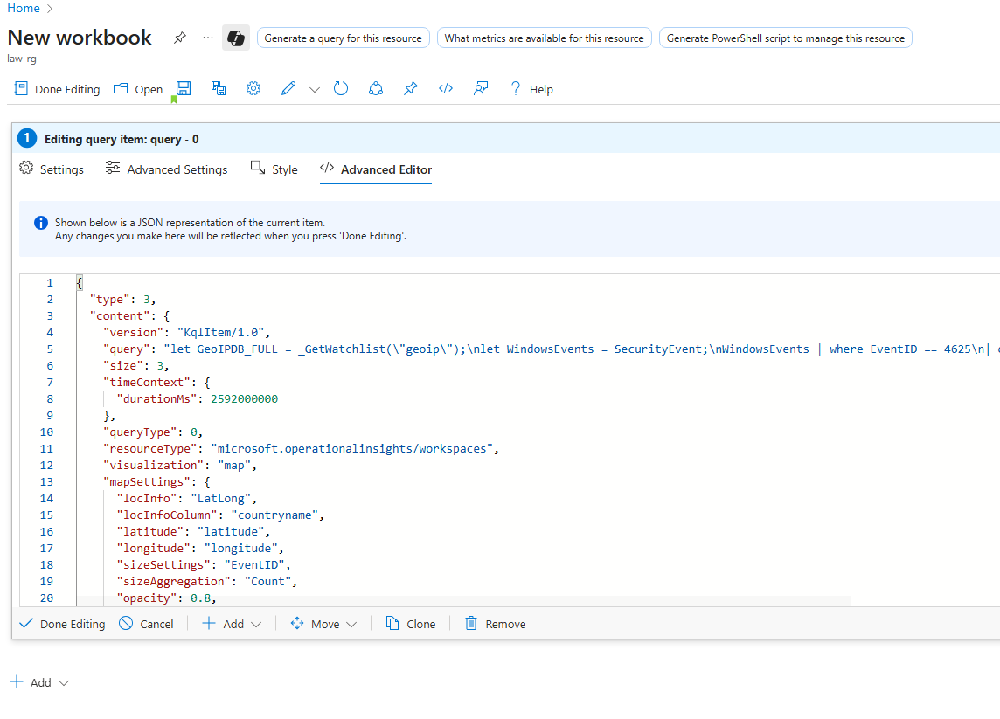 Home
New workbook
Generate a query for this resource
What metrics are available for this resource
Generate PowerShell script to manage this resource
law-rg
Done Editing
Open
Help
1 Editing query item: query - 0
Settings
Advanced Settings
Style
Advanced Editor
Shown below is a JSON representation of the current item.
Any changes you make here will be reflected when you press 'Done Editing'.
1 {
2 "type": 3,
3 "content": {
4 "version": "KqlItem/1.0",
5 "query": "let GeoIPDB_FULL = _GetWatchlist(\"geoip\");\nlet WindowsEvents = SecurityEvent;\nWindowsEvents | where EventID == 4625\n|
6 "size": 3,
7 "timeContext": {
8 "durationMs": 2592000000
9 },
10 "queryType": 0,
11 "resourceType": "microsoft.operationalinsights/workspaces",
12 "visualization": "map",
13 "mapSettings": {
14 "locInfo": "LatLong",
15 "locInfoColumn": "countryname",
16 "latitude": "latitude",
17 "longitude": "longitude",
18 "sizeSettings": "EventID",
19 "sizeAggregation": "Count",
20 "opacity": 0.8,
Done Editing
Cancel
Add
Move
Clone
Remove
Add